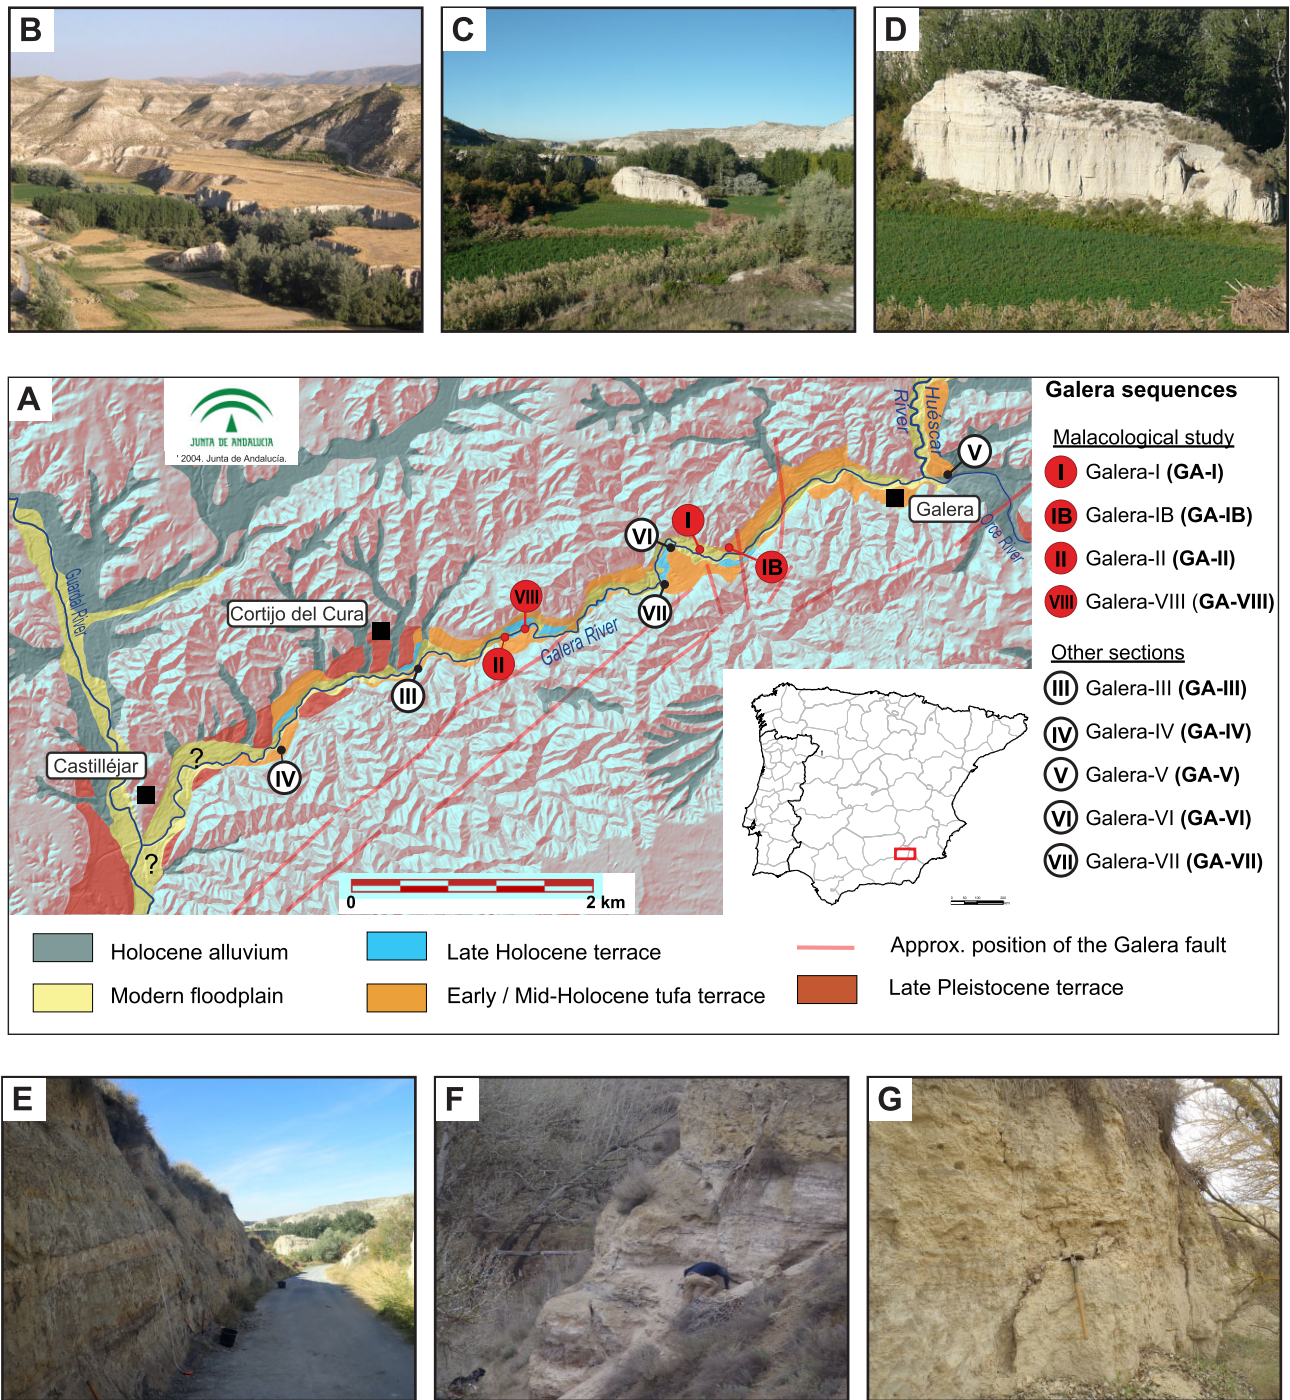 B
C
D
A
JUNTA DE ANDALUCIA
' 2004. Junta de Andalucía.
Huéscar
River
V
Galera
Orce River
I
VI
IB
VII
VIII
II
Galera River
Guardal River
Cortijo del Cura
III
Castilléjar
?
IV
?
0
2 km
Galera sequences
Malacological study
I Galera-I (GA-I)
IB Galera-IB (GA-IB)
II Galera-II (GA-II)
VIII Galera-VIII (GA-VIII)
Other sections
III Galera-III (GA-III)
IV Galera-IV (GA-IV)
V Galera-V (GA-V)
VI Galera-VI (GA-VI)
VII Galera-VII (GA-VII)
Holocene alluvium
Late Holocene terrace
Approx. position of the Galera fault
Modern floodplain
Early / Mid-Holocene tufa terrace
Late Pleistocene terrace
E
F
G